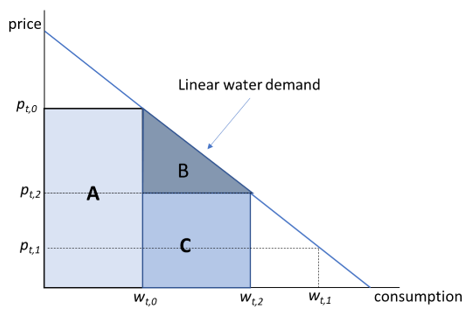 price
Linear water demand
p_{t,0}
B
p_{t,2}
A
C
p_{t,1}
w_{t,0} w_{t,2} w_{t,1} consumption